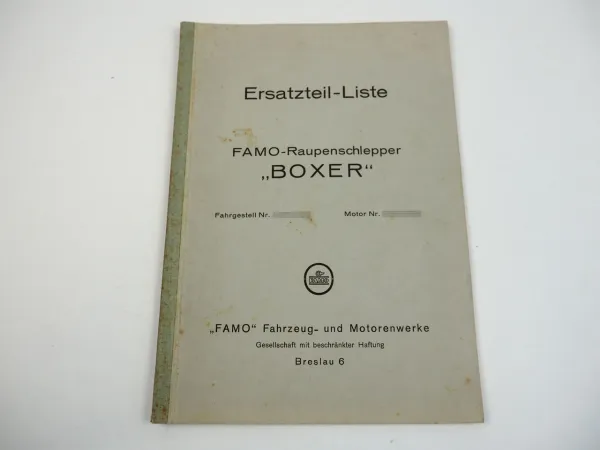 Ersatzteil-Liste
FAMO-Raupenschlepper
„BOXER“
Fahrgestell Nr. Motor Nr.
„FAMO“ Fahrzeug- und Motorenwerke
Gesellschaft mit beschränkter Haftung
Breslau 6